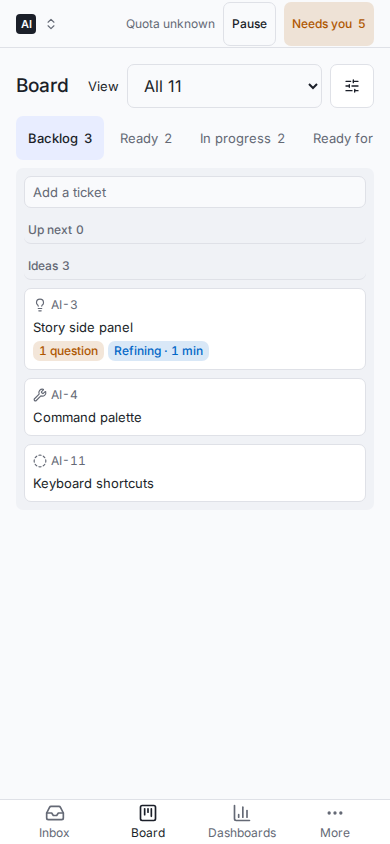 AI Quota unknown Pause Needs you 5
Board View All 11
Backlog 3 Ready 2 In progress 2 Ready for
Add a ticket
Up next 0
Ideas 3
AI-3
Story side panel
1 question Refining · 1 min
AI-4
Command palette
AI-11
Keyboard shortcuts
Inbox Board Dashboards More